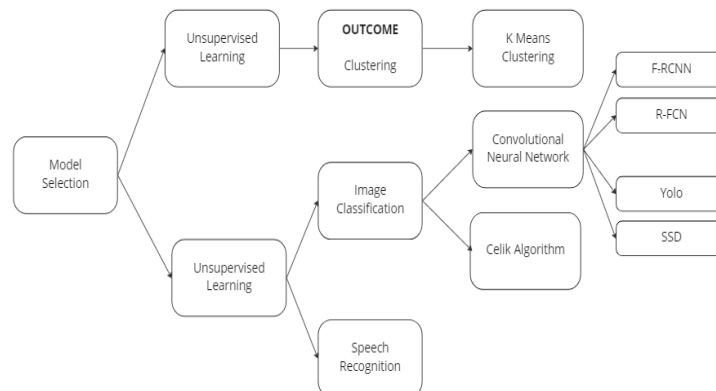 Unsupervised
Learning
OUTCOME
Clustering
K Means
Clustering
F-RCNN
R-FCN
Model
Selection
Convolutional
Neural Network
Image
Classification
Yolo
SSD
Celik Algorithm
Unsupervised
Learning
Speech
Recognition